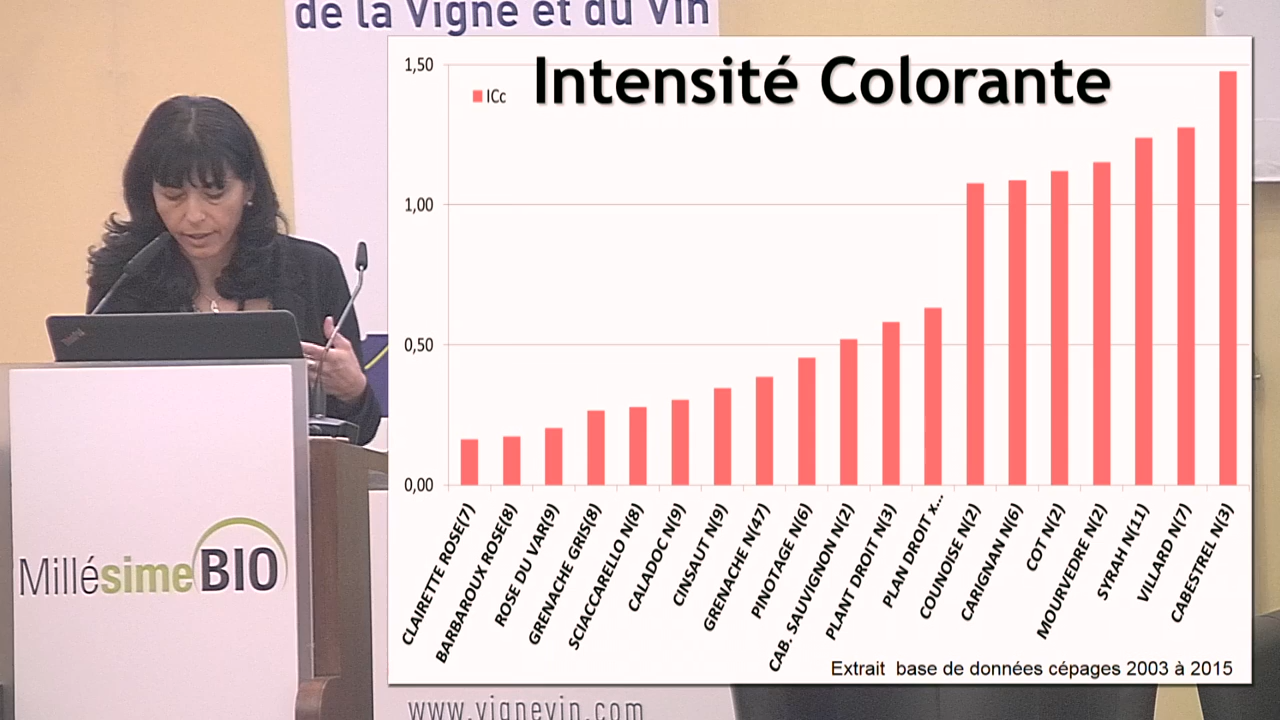 de la Vigne et du Vin
Intensité Colorante
ICc
1,50
1,00
0,50
0,00
CLAIRETTE ROSE(7)
BARBAROUX ROSE(8)
ROSE DU VAR(9)
GRENACHE GRIS(8)
SCIACCARELLO N(8)
CALADOC N(9)
CINSAUT N(9)
GRENACHE N(47)
PINOTAGE N(6)
CAB. SAUVIGNON N(2)
PLANT DROIT N(3)
PLAN DROIT x...
COUNOISE N(2)
CARIGNAN N(6)
COT N(2)
MOURVEDRE N(2)
SYRAH N(11)
VILLARD N(7)
CABESTREL N(3)
Extrait base de données cépages 2003 à 2015
MillésimeBIO
www.vignevin.com